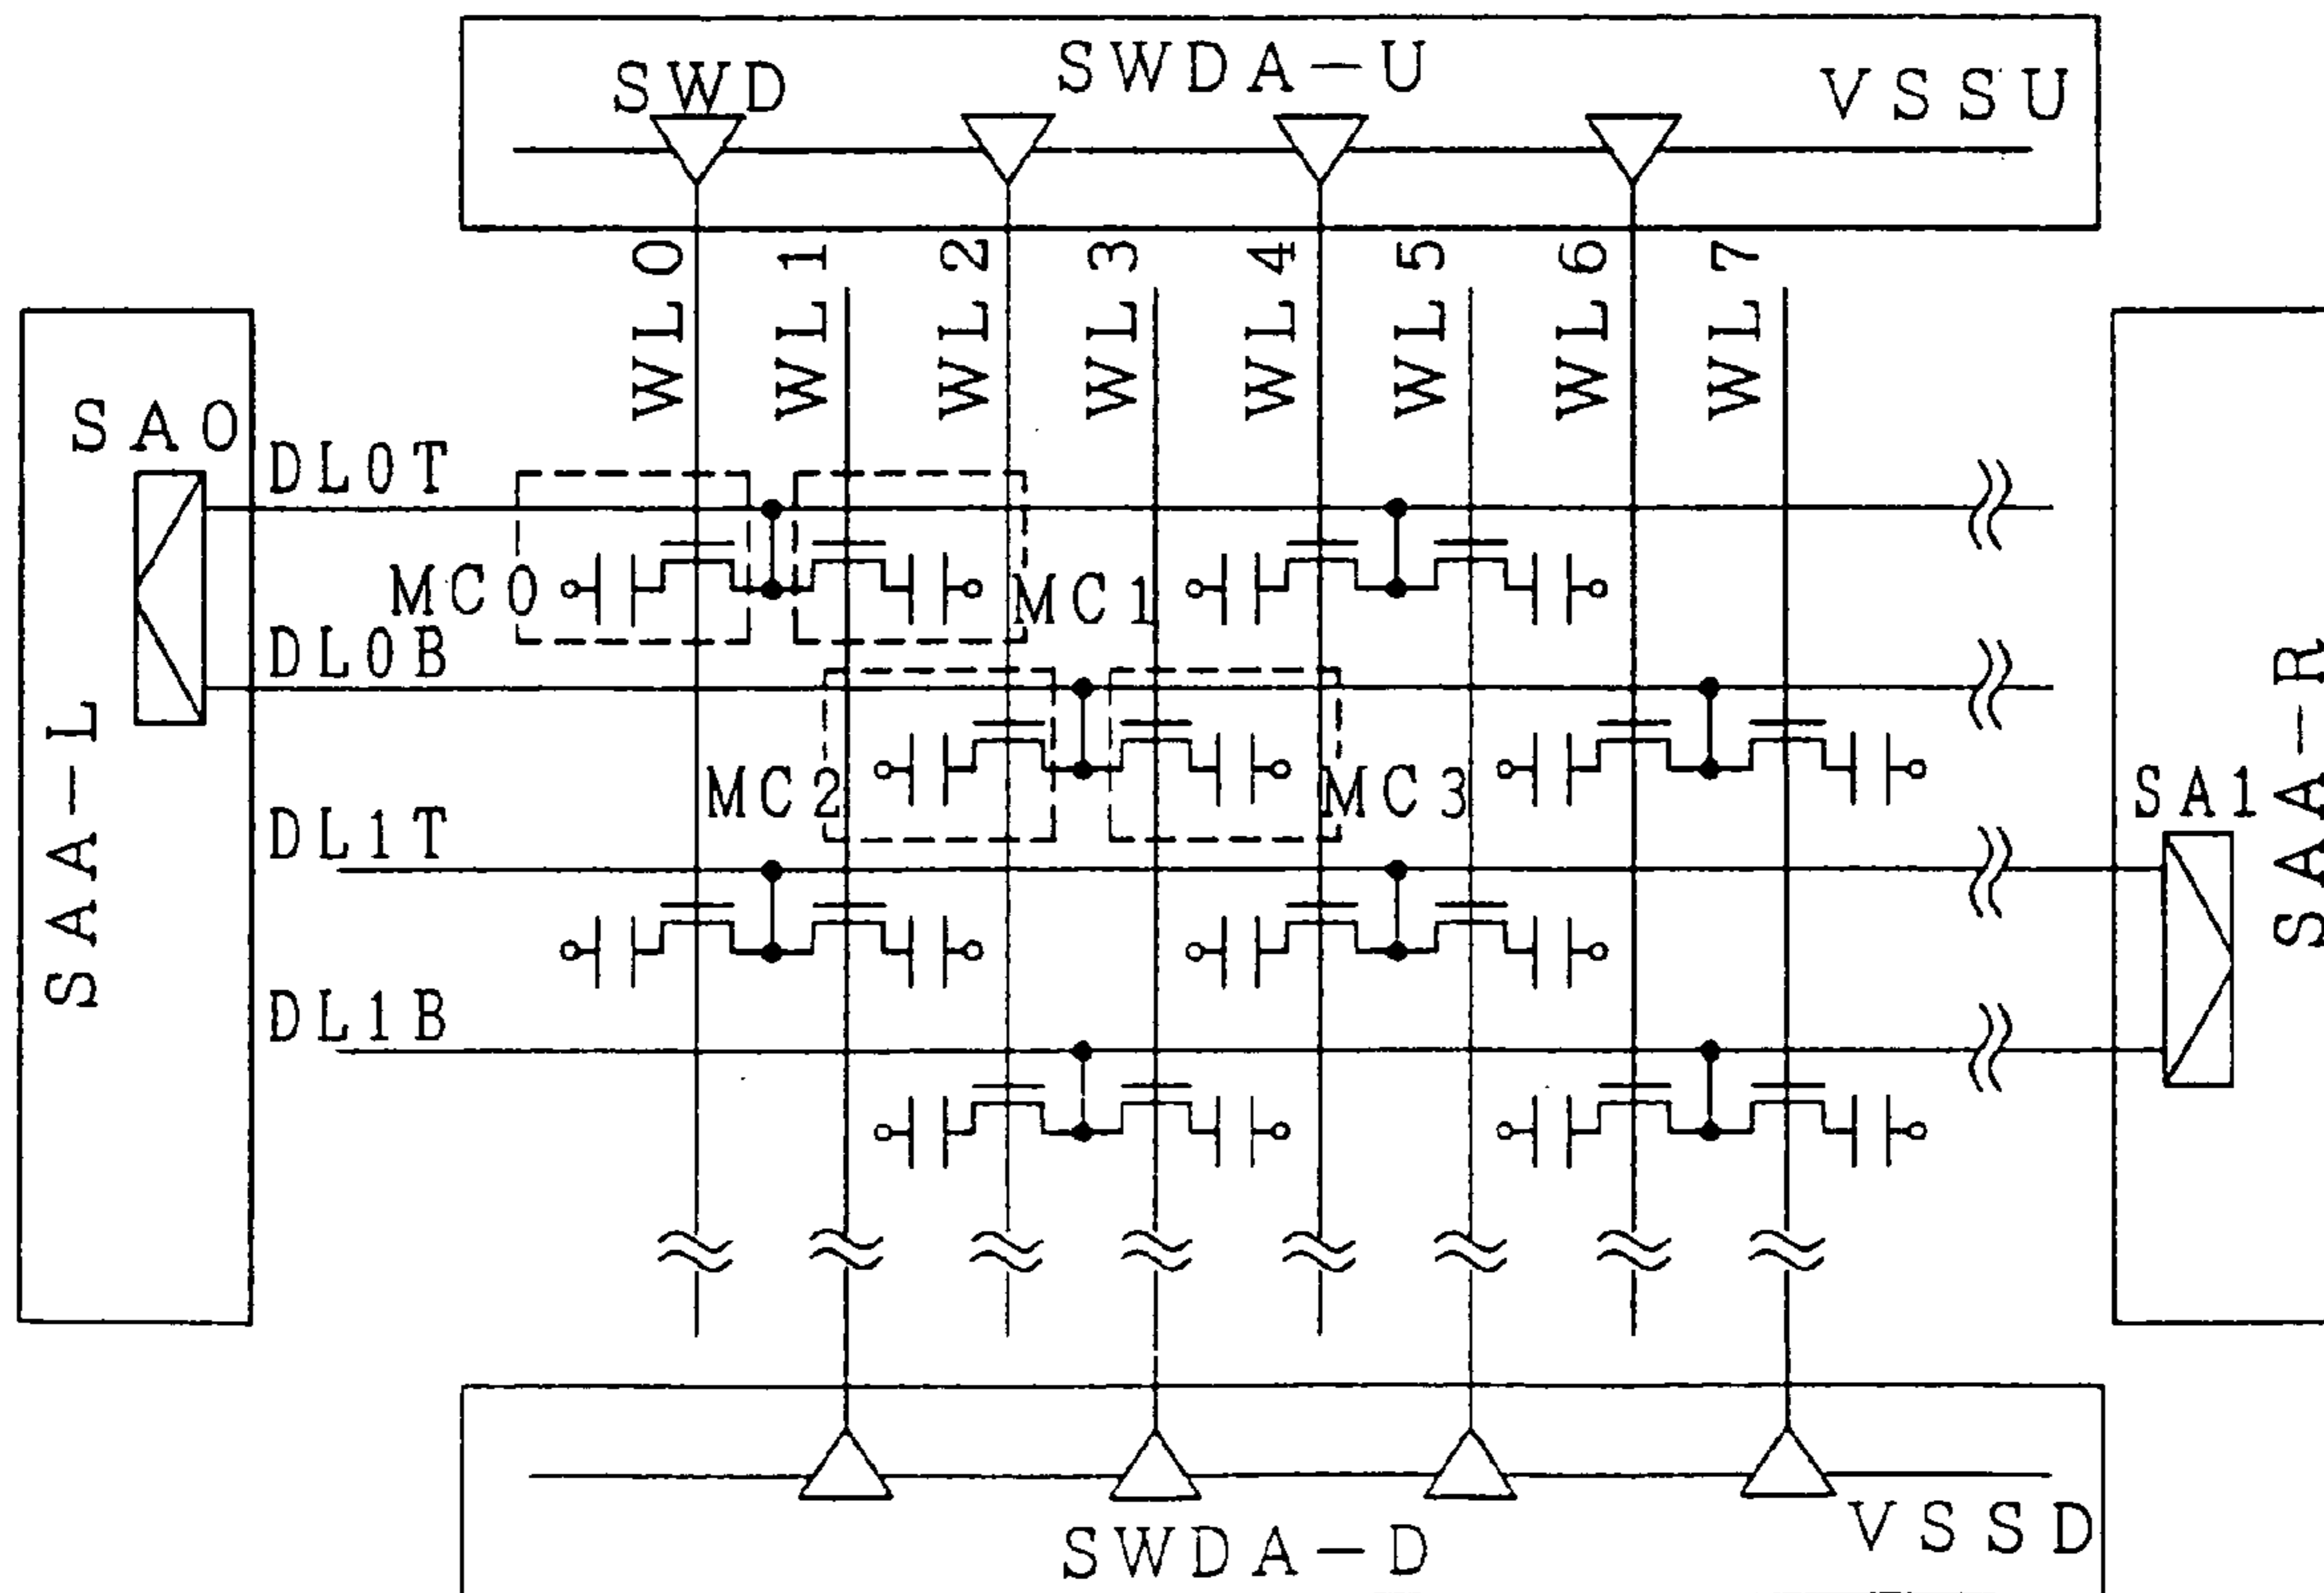 SWD
SWDA-U
VSSU
WL0
WL1
WL2
WL3
WL4
WL5
WL6
WL7
SA0
DL0T
MC0
MC1
DL0B
SAA-L
MC2
MC3
SA1
SAA-R
DL1T
DL1B
VSSD
SWDA-D